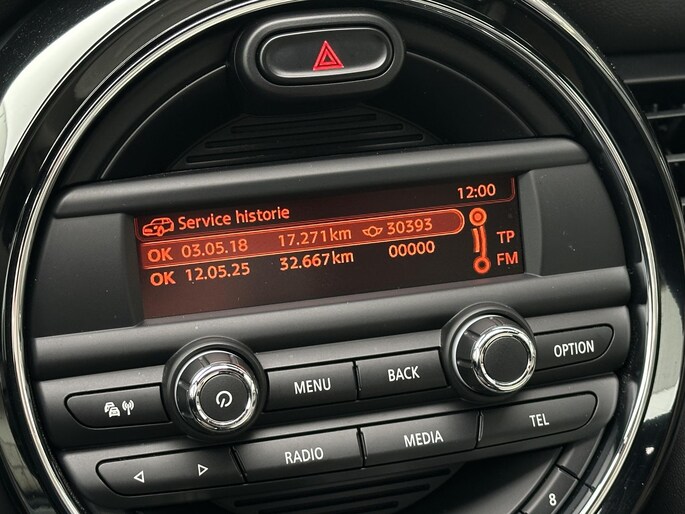 12:00
Service historie
OK 03.05.18 17.271km 30393
OK 12.05.25 32.667km 00000
TP
FM
MENU
BACK
OPTION
RADIO
MEDIA
TEL
8